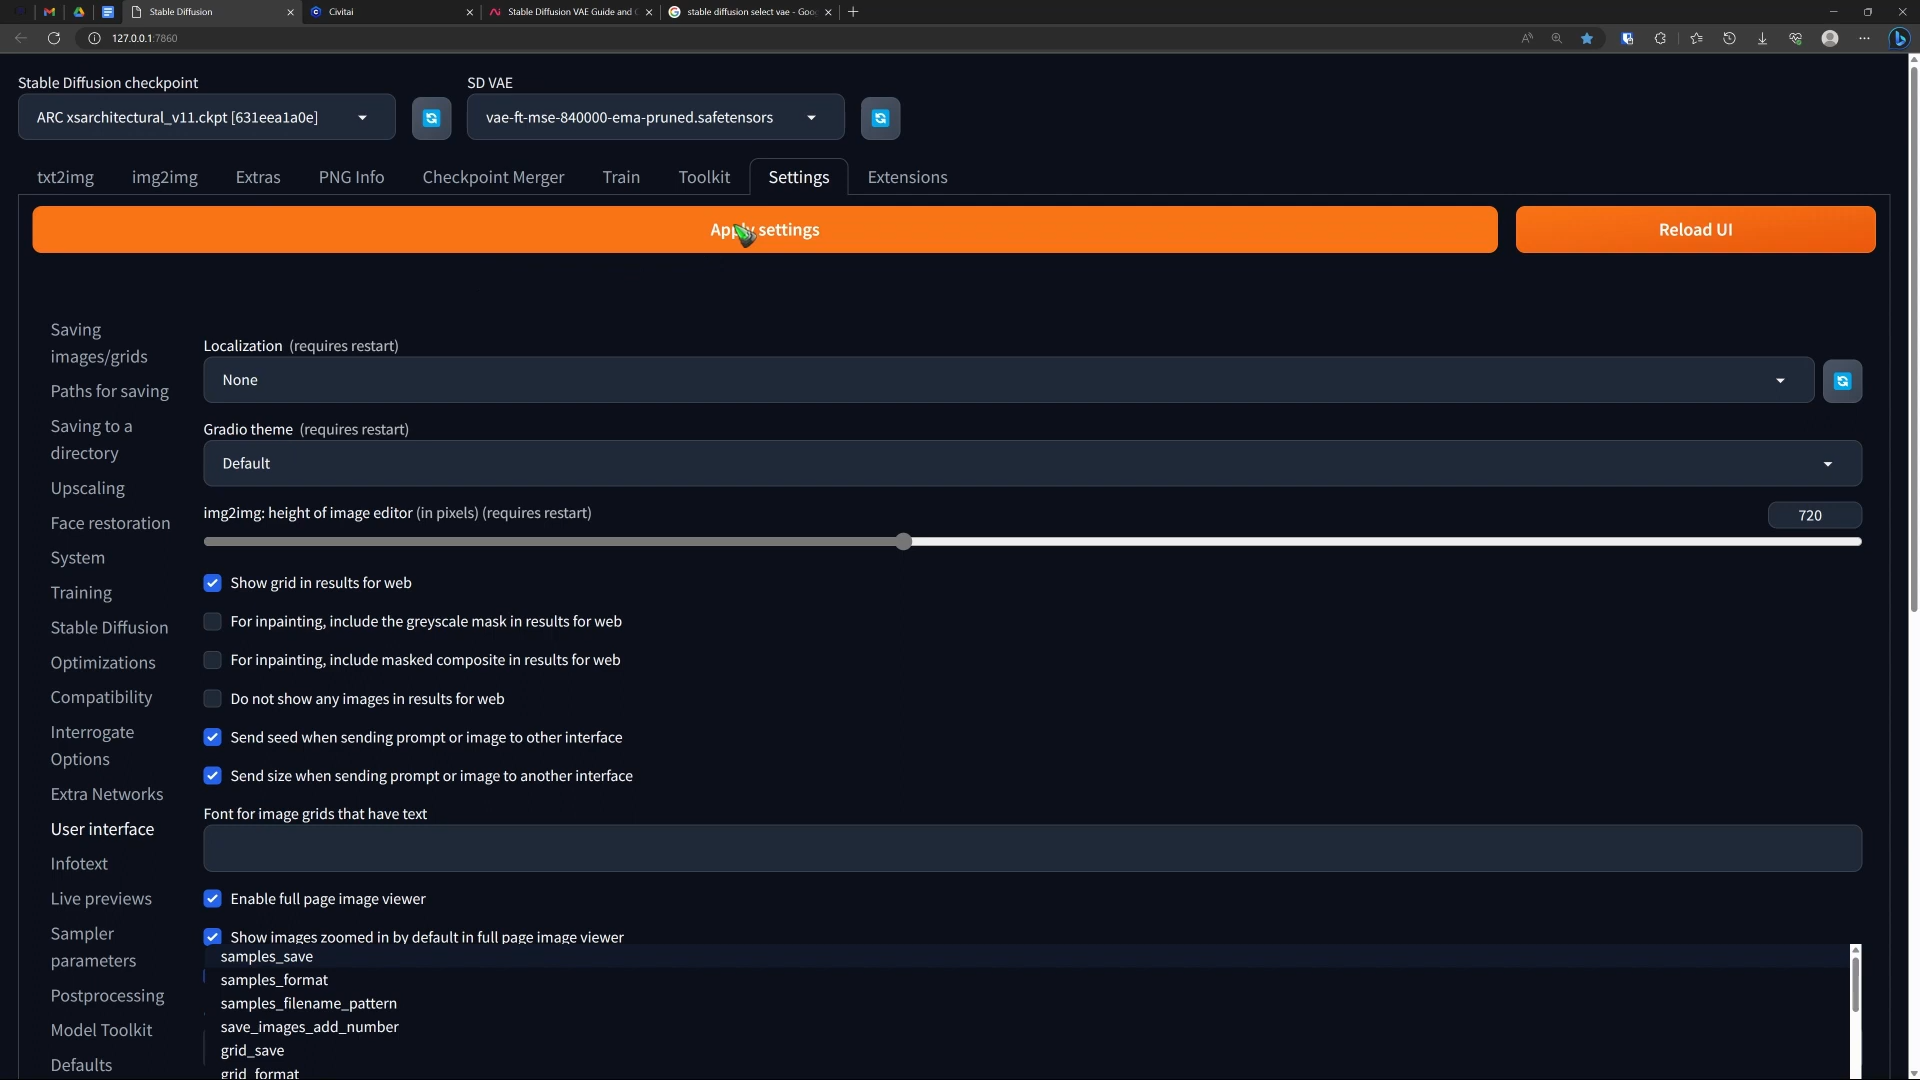 Stable Diffusion
Civitai
Stable Diffusion VAE Guide and
stable diffusion select vae - Goo
127.0.0.1:7860
Stable Diffusion checkpoint
SD VAE
ARC xsarchitectural_v11.ckpt [631eea1a0e]
vae-ft-mse-840000-ema-pruned.safetensors
txt2img
img2img
Extras
PNG Info
Checkpoint Merger
Train
Toolkit
Settings
Extensions
Apply settings
Reload UI
Saving
images/grids
Paths for saving
Saving to a
directory
Upscaling
Face restoration
System
Training
Stable Diffusion
Optimizations
Compatibility
Interrogate
Options
Extra Networks
User interface
Infotext
Live previews
Sampler
parameters
Postprocessing
Model Toolkit
Defaults
Localization (requires restart)
None
Gradio theme (requires restart)
Default
img2img: height of image editor (in pixels) (requires restart)
720
Show grid in results for web
For inpainting, include the greyscale mask in results for web
For inpainting, include masked composite in results for web
Do not show any images in results for web
Send seed when sending prompt or image to other interface
Send size when sending prompt or image to another interface
Font for image grids that have text
Enable full page image viewer
Show images zoomed in by default in full page image viewer
samples_save
samples_format
samples_filename_pattern
save_images_add_number
grid_save
grid_format